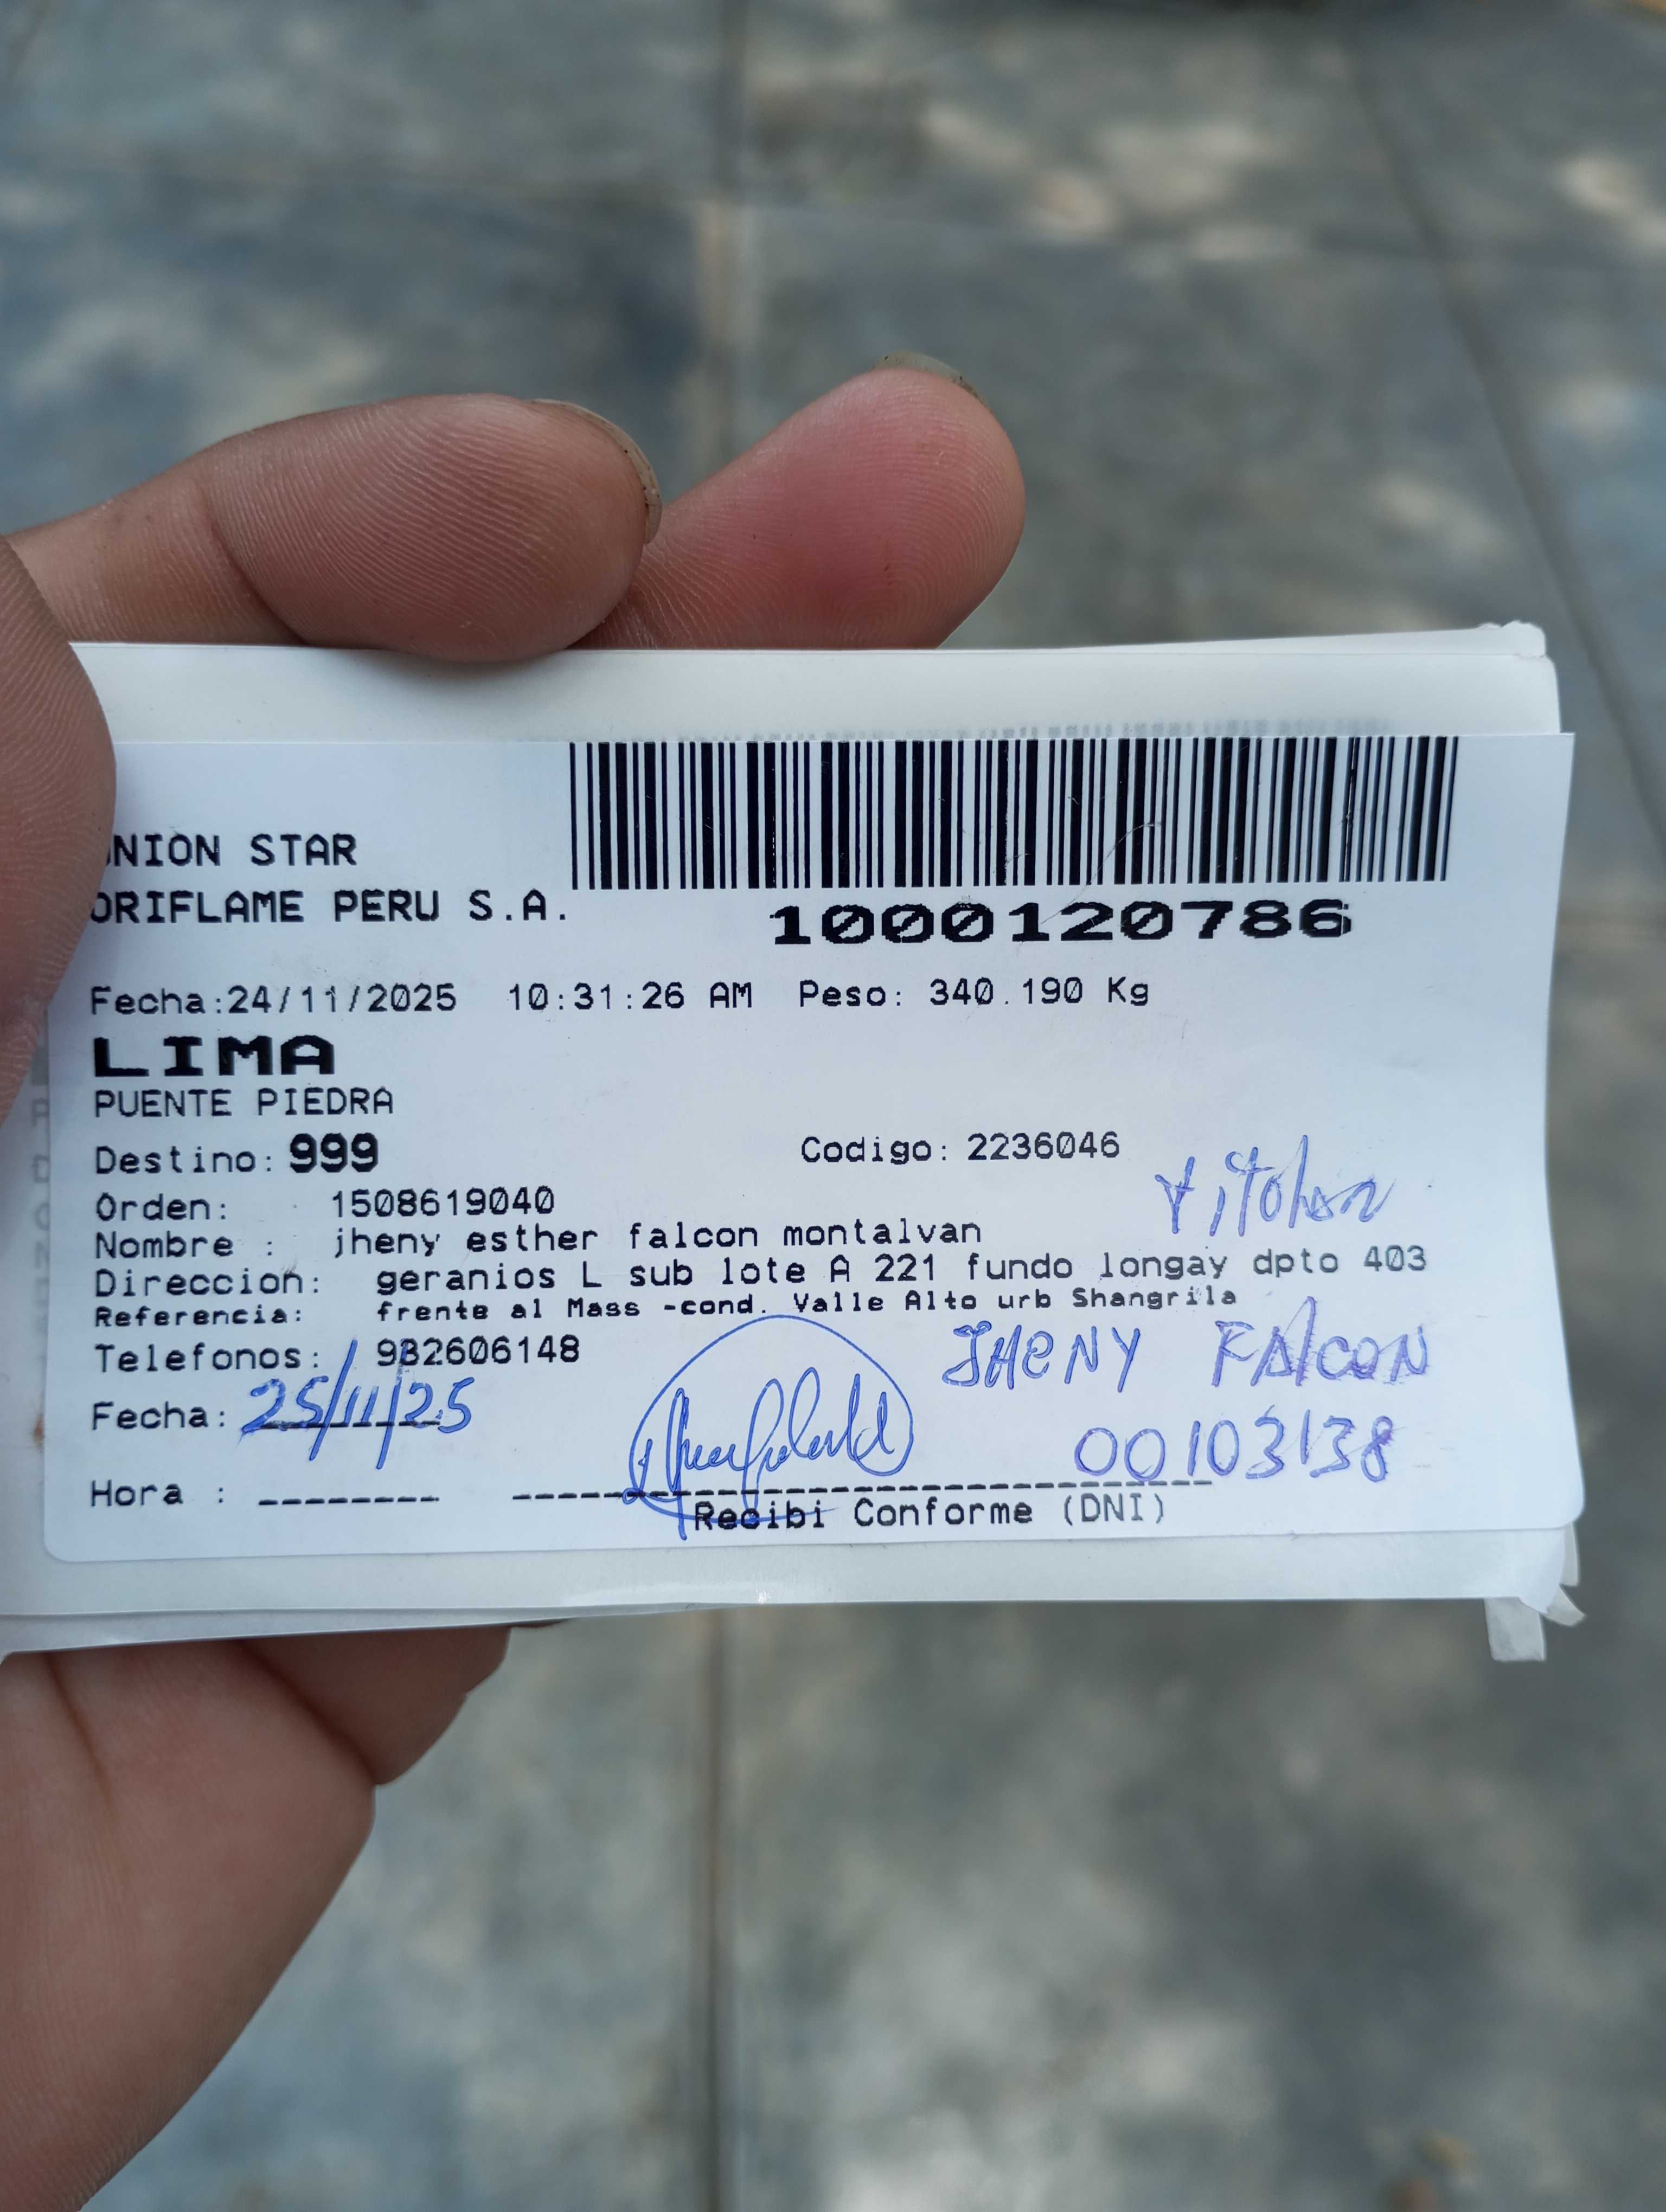 NION STAR
ORIFLAME PERU S.A.
1000120786
Fecha:24/11/2025 10:31:26 AM Peso: 340.190 Kg
LIMA
PUENTE PIEDRA
Destino: 999 Codigo: 2236046
Titular
Orden: 1508619040
Nombre : jheny esther falcon montalvan
Direccion: geranios L sub lote A 221 fundo longay dpto 403
Referencia: frente al Mass -cond. Valle Alto urb Shangrila
Telefonos: 982606148
JHENY FALCON
Fecha: 25/11/25
00103138
Hora :
Recibi Conforme (DNI)